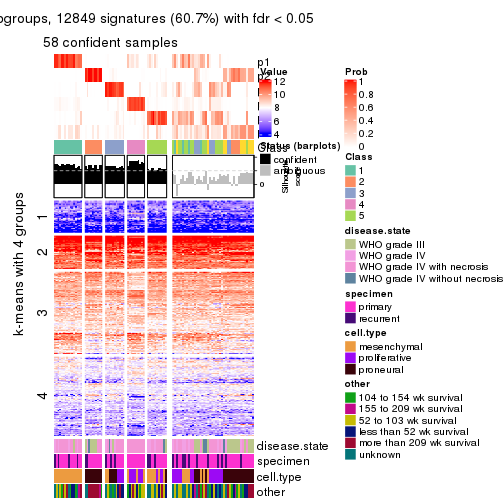 ogroups, 12849 signatures (60.7%) with fdr < 0.05
58 confident samples
p1
Value
12
10
8
6
4
Status (barplots)
confident
ambiguous
0
Silhouette
score
k-means with 4 groups
1
2
3
4
disease.state
specimen
cell.type
other
Prob
1
0.8
0.6
0.4
0.2
0
Class
1
2
3
4
5
disease.state
WHO grade III
WHO grade IV
WHO grade IV with necrosis
WHO grade IV without necrosis
specimen
primary
recurrent
cell.type
mesenchymal
proliferative
proneural
other
104 to 154 wk survival
155 to 209 wk survival
52 to 103 wk survival
less than 52 wk survival
more than 209 wk survival
unknown